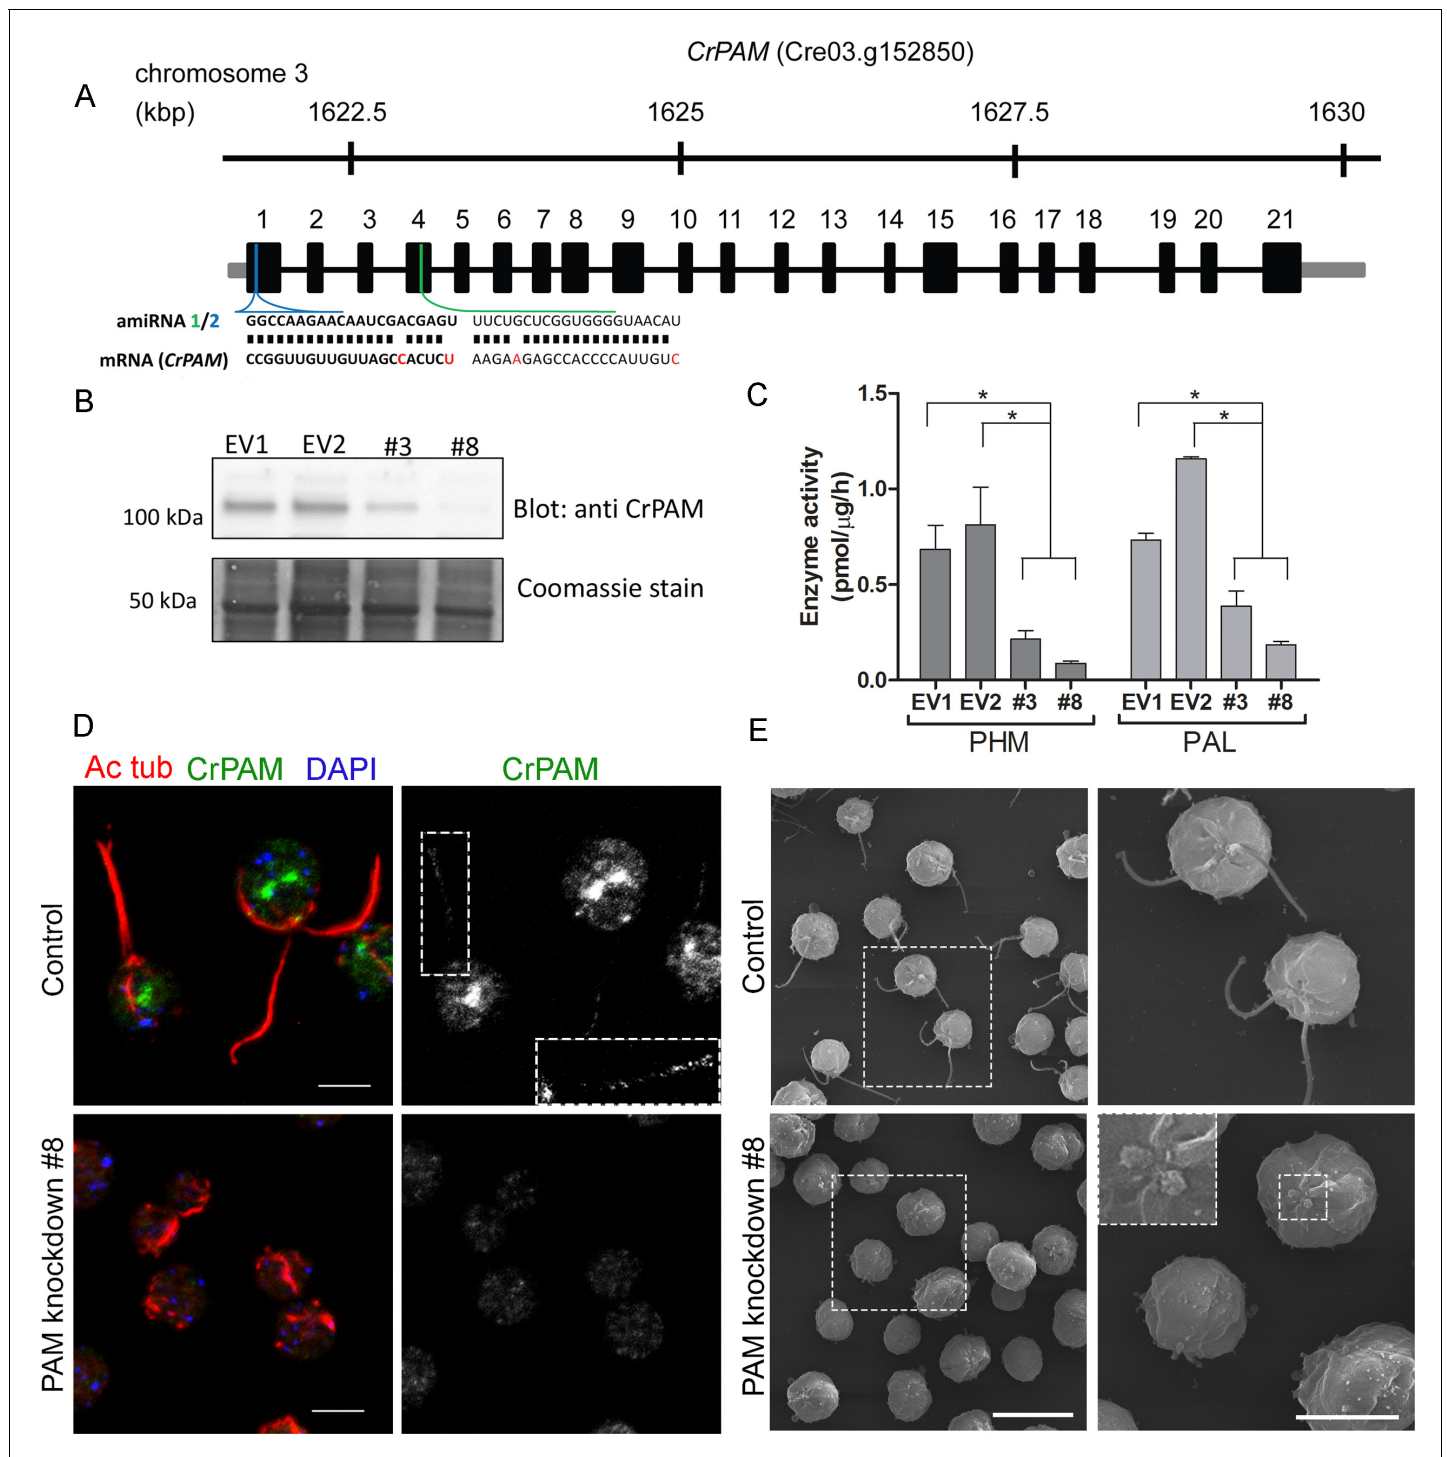 CrPAM (Cre03.g152850)
chromosome 3
A
(kbp)
1622.5 1625 1627.5 1630
1 2 3 4 5 6 7 8 9 10 11 12 13 14 15 16 17 18 19 20 21
amiRNA 1/2 GGCCAAGAACAAUCGACGAGU UUCUGCUCGGUGGGGUAACAU
mRNA (CrPAM) CCGGUUGUUGUUAGCCACUCU AAGAAGAGCCACCCCAUUGUC
B
EV1 EV2 #3 #8
100 kDa
Blot: anti CrPAM
50 kDa
Coomassie stain
C
Enzyme activity
(pmol/µg/h)
1.5
1.0
0.5
0.0
* *
* *
EV1 EV2 #3 #8 EV1 EV2 #3 #8
PHM PAL
D
Ac tub CrPAM DAPI CrPAM
Control
PAM knockdown #8
E
Control
PAM knockdown #8